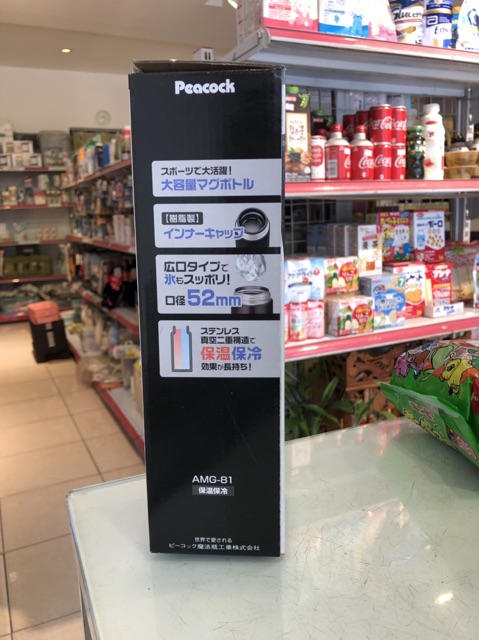 Peacock
スポーツで大活躍！
大容量マグボトル
【樹脂製】
インナーキャップ
広口タイプで
氷もスッポリ！
口径52mm
ステンレス
真空二重構造で
保温保冷
効果が長持ち！
AMG-81
保温保冷
世界で愛される
ピーコック魔法瓶工業株式会社
Coca-Cola